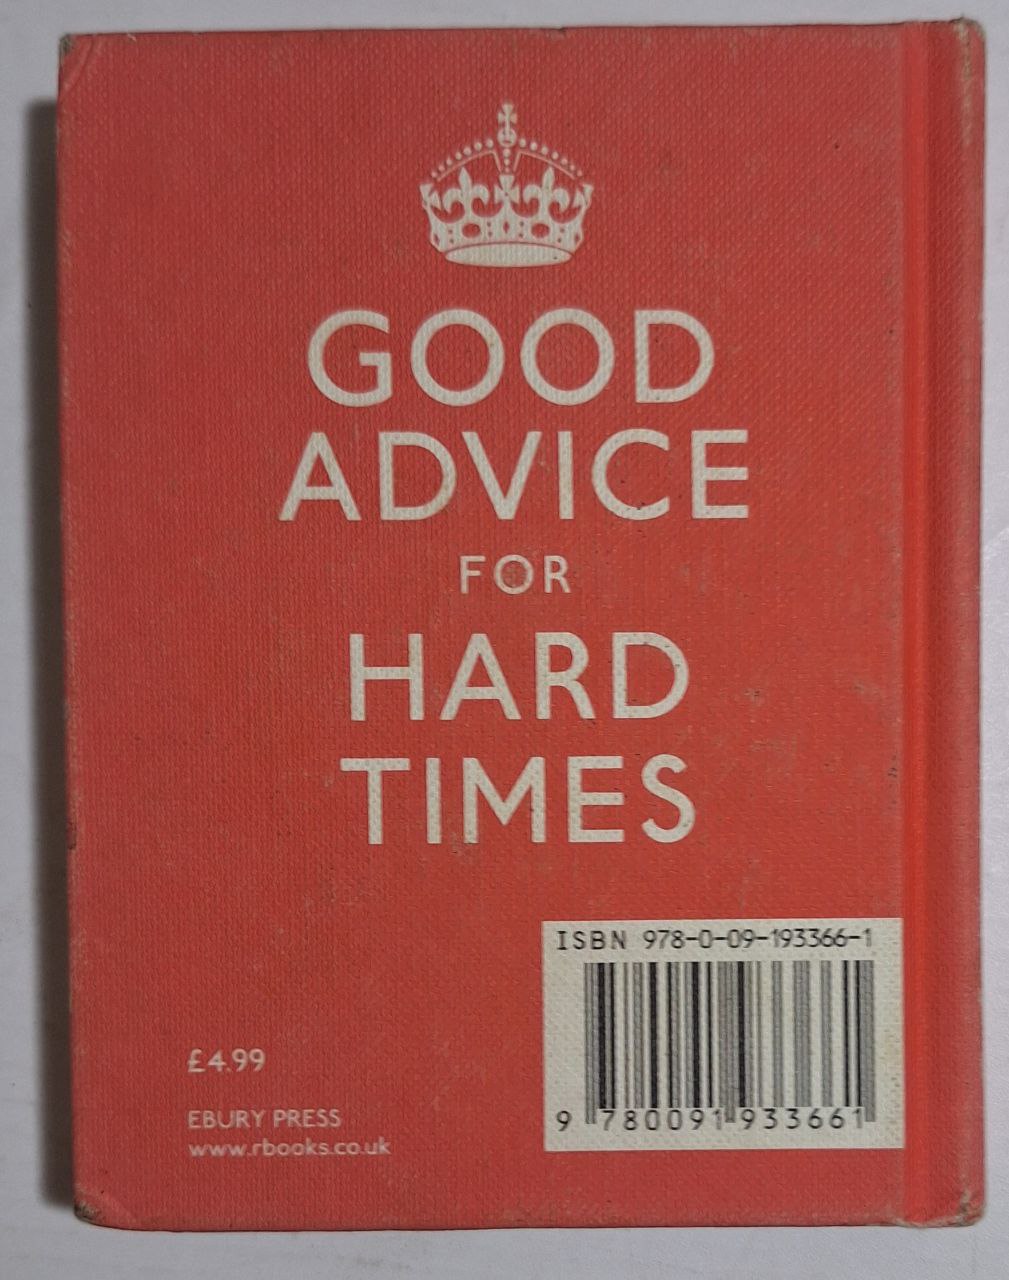 GOOD
ADVICE
FOR
HARD
TIMES
ISBN 978-0-09-193366-1
9 780091 933661
£4.99
EBURY PRESS
www.rbooks.co.uk